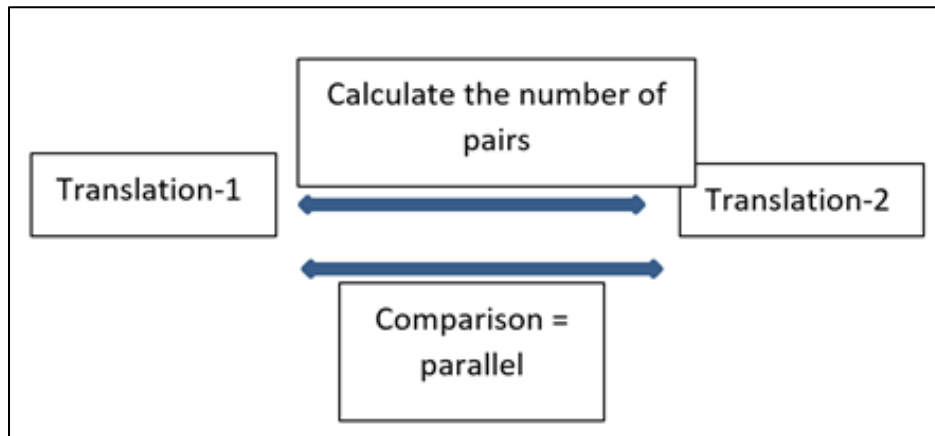 Calculate the number of
pairs
Translation-1
Translation-2
Comparison =
parallel